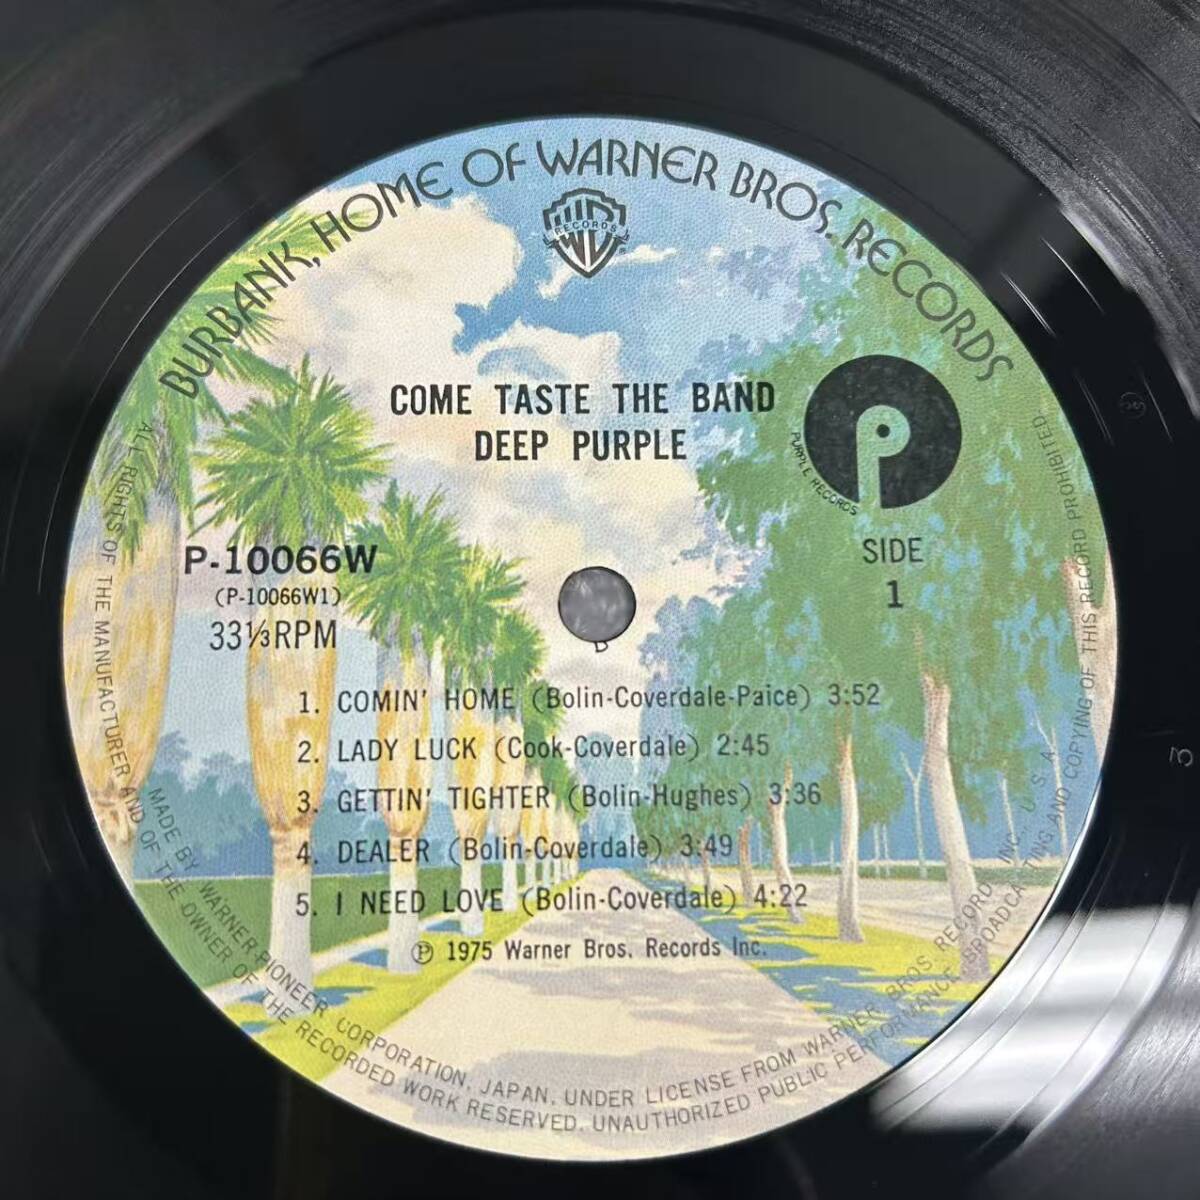 BURBANK, HOME OF WARNER BROS. RECORDS
W
RECORDS
COME TASTE THE BAND
DEEP PURPLE
P
PURPLE RECORDS
P-10066W
(P-10066W1)
33⅓RPM
SIDE
1
1. COMIN' HOME (Bolin-Coverdale-Paice) 3:52
2. LADY LUCK (Cook-Coverdale) 2:45
3. GETTIN' TIGHTER (Bolin-Hughes) 3:36
4. DEALER (Bolin-Coverdale) 3:49
5. I NEED LOVE (Bolin-Coverdale) 4:22
℗ 1975 Warner Bros. Records Inc.
MADE BY WARNER-PIONEER CORPORATION, JAPAN, UNDER LICENSE FROM WARNER BROS. RECORD INC., U.S.A.
ALL RIGHTS OF THE MANUFACTURER AND OF THE OWNER OF THE RECORDED WORK RESERVED. UNAUTHORIZED PUBLIC PERFORMANCE BROADCASTING AND COPYING OF THIS RECORD PROHIBITED